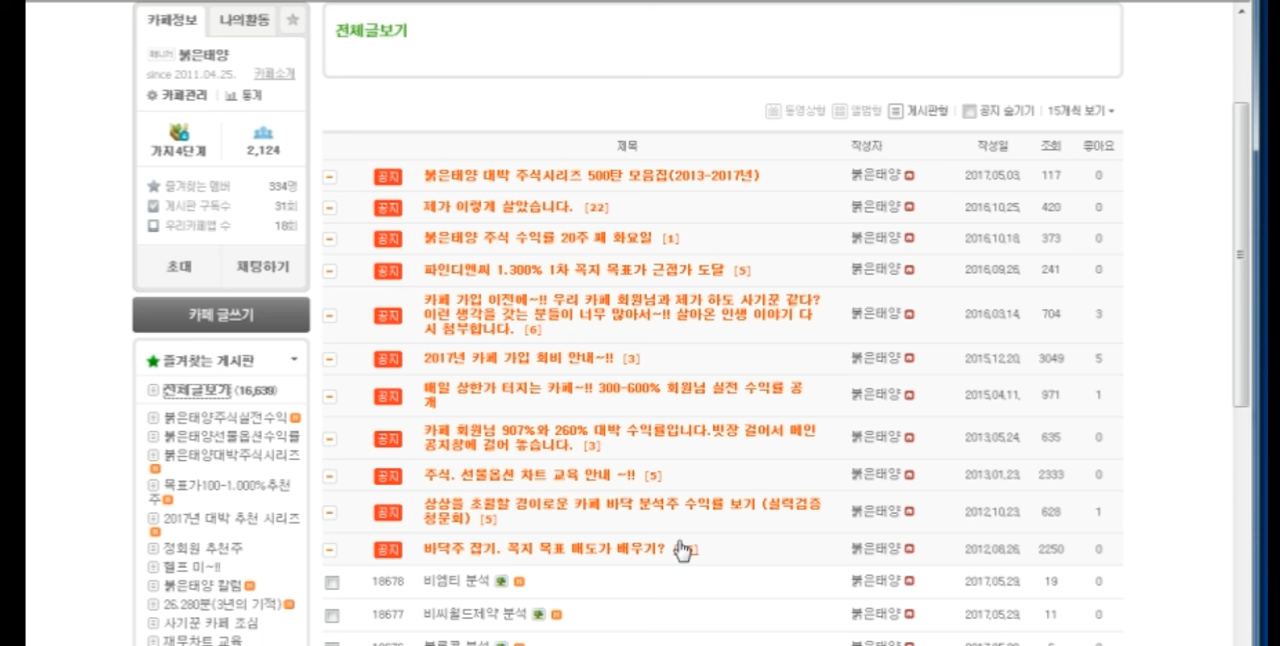 카페정보 나의활동
매니저 붉은태양
since 2011.04.25. 카페소개
카페관리 통계
가지4단계 2,124
즐겨찾는 멤버 334명
게시판 구독수 31회
우리카페앱 수 18회
초대 채팅하기
카페 글쓰기
즐겨찾는 게시판
전체글보기 (16,639)
붉은태양주식실전수익
붉은태양선물옵션수익률
붉은태양대박주식시리즈
목표가100-1.000%추천
주
2017년 대박 추천 시리즈
정회원 추천주
헬프 미~!!
붉은태양 칼럼
26.280분(3년의 기적)
사기꾼 카페 조심
재무차트 교육
전체글보기
동영상형 앨범형 게시판형 공지 숨기기 15개씩 보기
제목 작성자 작성일 조회 좋아요
공지 붉은태양 대박 주식시리즈 500탄 모음집(2013-2017년) 붉은태양 2017.05.03. 117 0
공지 제가 이렇게 살았습니다. [22] 붉은태양 2016.10.25. 420 0
공지 붉은태양 주식 수익률 20주 째 화요일 [1] 붉은태양 2016.10.18. 373 0
공지 파인디앤씨 1.300% 1차 꼭지 목표가 근접가 도달 [5] 붉은태양 2016.09.26. 241 0
카페 가입 이전에~!! 우리 카페 회원님과 제가 하도 사기꾼 같다?
공지 이런 생각을 갖는 분들이 너무 많아서~!! 살아온 인생 이야기 다 붉은태양 2016.03.14. 704 3
시 첨부합니다. [6]
공지 2017년 카페 가입 회비 안내~!! [3] 붉은태양 2015.12.20. 3049 5
공지 매일 상한가 터지는 카페~!! 300-600% 회원님 실전 수익률 공 붉은태양 2015.04.11. 971 1
개
공지 카페 회원님 907%와 260% 대박 수익률입니다.빗장 걸어서 메인 붉은태양 2013.05.24. 635 0
공지창에 걸어 놓습니다. [3]
공지 주식. 선물옵션 차트 교육 안내 ~!! [5] 붉은태양 2013.01.23. 2333 0
공지 상상을 초월할 경이로운 카페 바닥 분석주 수익률 보기 (실력검증 붉은태양 2012.10.23. 628 1
청문회) [5]
공지 바닥주 잡기. 꼭지 목표 매도가 배우기? 붉은태양 2012.08.26. 2250 0
18678 비엠티 분석 붉은태양 2017.05.29. 19 0
18677 비씨월드제약 분석 붉은태양 2017.05.29. 11 0